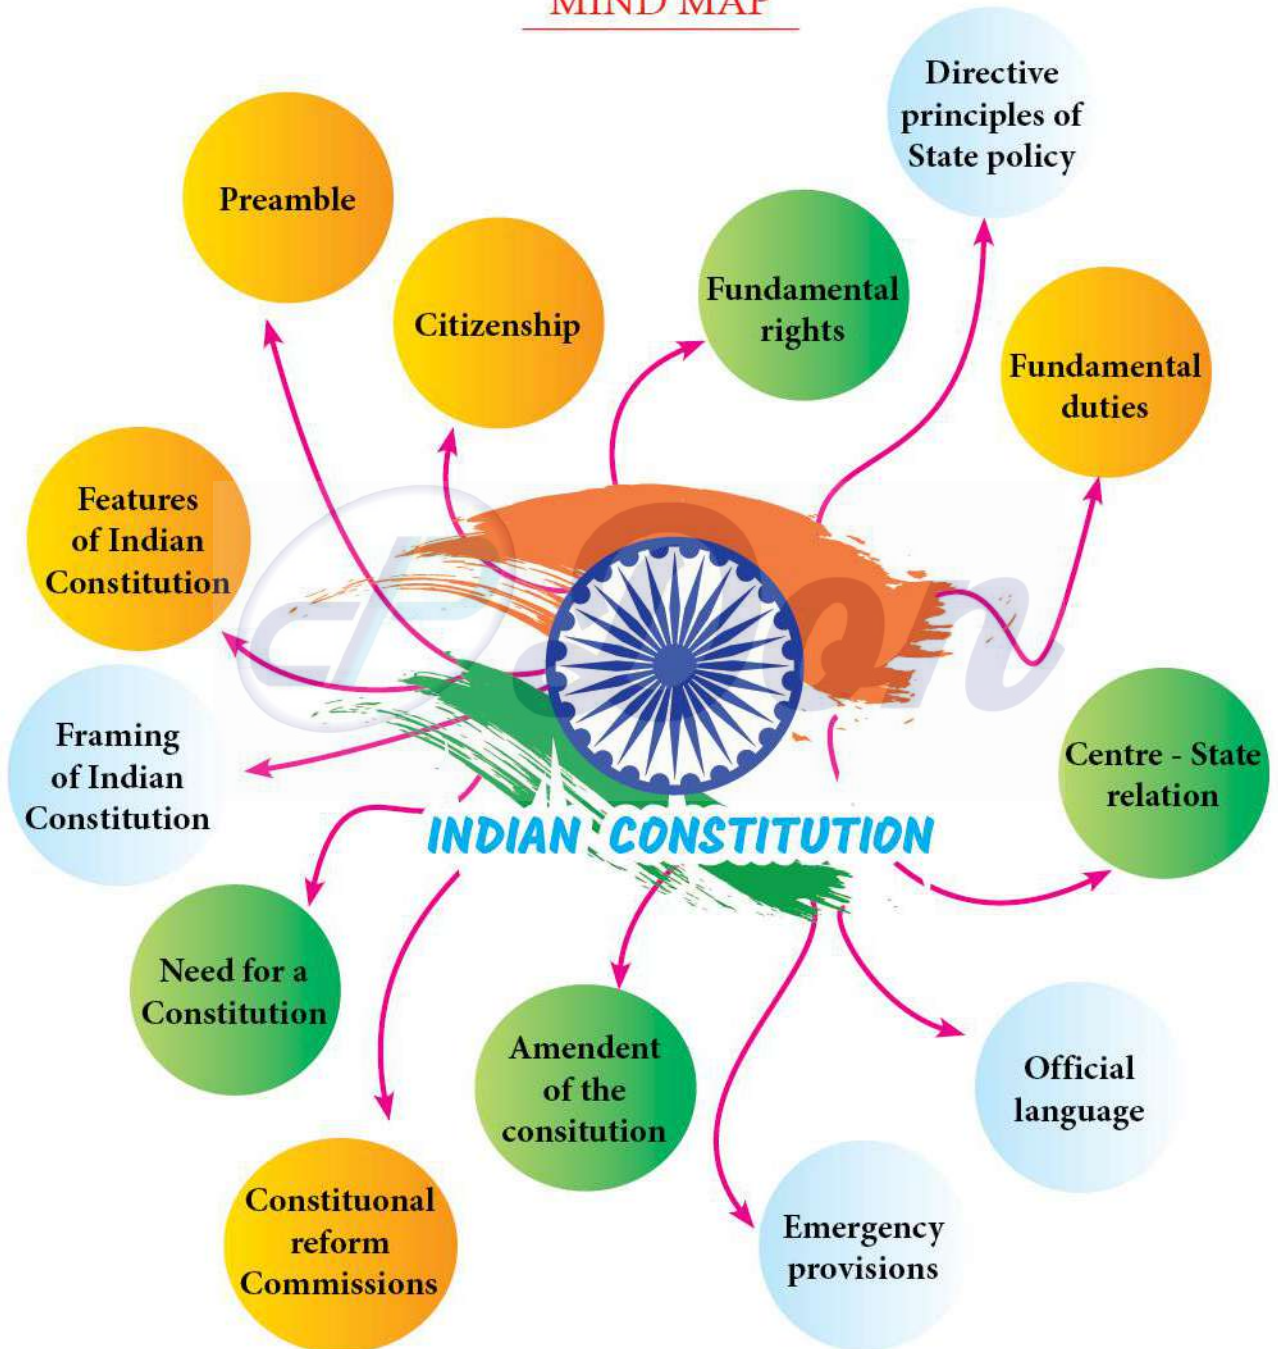 MIND MAP
Directive
principles of
State policy
Preamble
Citizenship
Fundamental
rights
Fundamental
duties
Features
of Indian
Constitution
Framing
of Indian
Constitution
Centre - State
relation
INDIAN CONSTITUTION
Need for a
Constitution
Amendent
of the
consitution
Official
language
Constituonal
reform
Commissions
Emergency
provisions